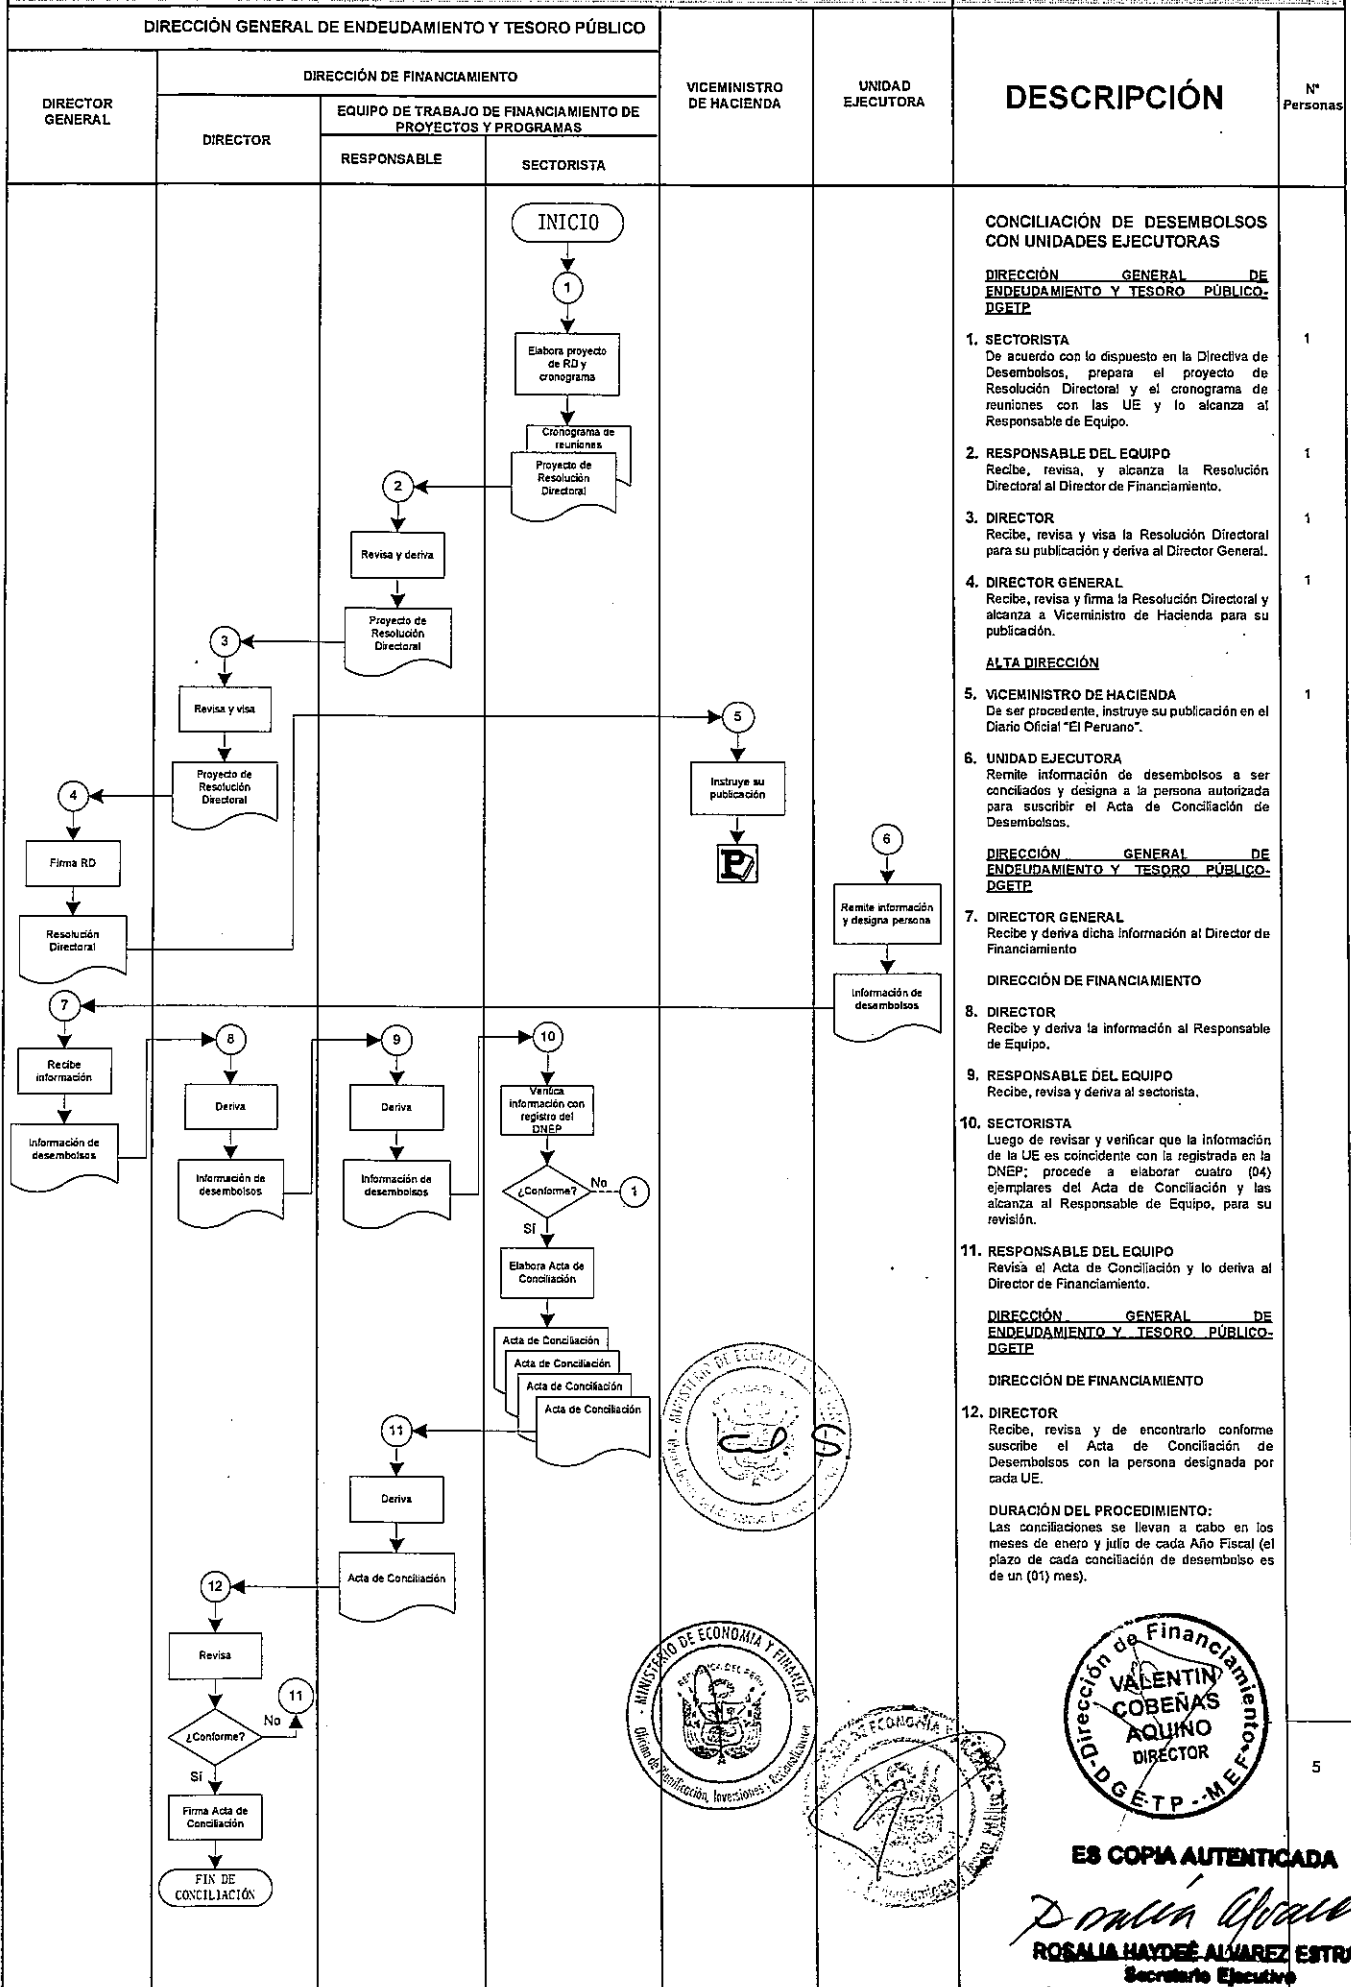 DIRECCIÓN GENERAL DE ENDEUDAMIENTO Y TESORO PÚBLICO
DIRECTOR
GENERAL
DIRECCIÓN DE FINANCIAMIENTO
DIRECTOR
EQUIPO DE TRABAJO DE FINANCIAMIENTO DE
PROYECTOS Y PROGRAMAS
RESPONSABLE
SECTORISTA
VICEMINISTRO
DE HACIENDA
UNIDAD
EJECUTORA
DESCRIPCIÓN
N°
Personas
INICIO
1
Elabora proyecto
de RD y
cronograma
Cronograma de
reuniones
Proyecto de
Resolución
Directoral
2
Revisa y deriva
Proyecto de
Resolución
Directoral
3
Revisa y visa
Proyecto de
Resolución
Directoral
4
Firma RD
Resolución
Directoral
5
Instruye su
publicación
P
6
Remite información
y designa persona
Información de
desembolsos
7
Recibe
información
Información de
desembolsos
8
Deriva
Información de
desembolsos
9
Deriva
Información de
desembolsos
10
Verifica
información con
registro del
DNEP
¿Conforme?
No
1
Sí
Elabora Acta de
Conciliación
Acta de Conciliación
Acta de Conciliación
Acta de Conciliación
Acta de Conciliación
11
Deriva
Acta de Conciliación
12
Revisa
¿Conforme?
No
11
Sí
Firma Acta de
Conciliación
FIN DE
CONCILIACIÓN
CONCILIACIÓN DE DESEMBOLSOS
CON UNIDADES EJECUTORAS
DIRECCIÓN GENERAL DE
ENDEUDAMIENTO Y TESORO PÚBLICO-
DGETP
1. SECTORISTA 1
De acuerdo con lo dispuesto en la Directiva de
Desembolsos, prepara el proyecto de
Resolución Directoral y el cronograma de
reuniones con las UE y lo alcanza al
Responsable de Equipo.
2. RESPONSABLE DEL EQUIPO 1
Recibe, revisa, y alcanza la Resolución
Directoral al Director de Financiamiento.
3. DIRECTOR 1
Recibe, revisa y visa la Resolución Directoral
para su publicación y deriva al Director General.
4. DIRECTOR GENERAL 1
Recibe, revisa y firma la Resolución Directoral y
alcanza a Viceministro de Hacienda para su
publicación.
ALTA DIRECCIÓN
5. VICEMINISTRO DE HACIENDA 1
De ser procedente, instruye su publicación en el
Diario Oficial "El Peruano".
6. UNIDAD EJECUTORA
Remite información de desembolsos a ser
conciliados y designa a la persona autorizada
para suscribir el Acta de Conciliación de
Desembolsos.
DIRECCIÓN GENERAL DE
ENDEUDAMIENTO Y TESORO PÚBLICO-
DGETP
7. DIRECTOR GENERAL
Recibe y deriva dicha información al Director de
Financiamiento
DIRECCIÓN DE FINANCIAMIENTO
8. DIRECTOR
Recibe y deriva la información al Responsable
de Equipo.
9. RESPONSABLE DEL EQUIPO
Recibe, revisa y deriva al sectorista.
10. SECTORISTA
Luego de revisar y verificar que la información
de la UE es coincidente con la registrada en la
DNEP; procede a elaborar cuatro (04)
ejemplares del Acta de Conciliación y las
alcanza al Responsable de Equipo, para su
revisión.
11. RESPONSABLE DEL EQUIPO
Revisa el Acta de Conciliación y lo deriva al
Director de Financiamiento.
DIRECCIÓN GENERAL DE
ENDEUDAMIENTO Y TESORO PÚBLICO-
DGETP
DIRECCIÓN DE FINANCIAMIENTO
12. DIRECTOR
Recibe, revisa y de encontrarlo conforme
suscribe el Acta de Conciliación de
Desembolsos con la persona designada por
cada UE.
DURACIÓN DEL PROCEDIMIENTO:
Las conciliaciones se llevan a cabo en los
meses de enero y julio de cada Año Fiscal (el
plazo de cada conciliación de desembolso es
de un (01) mes).
MINISTERIO DE ECONOMIA Y FINANZAS
Oficina de Planificación, Inversiones y Racionalización
Dirección de Financiamiento
VALENTIN
COBEÑAS
AQUINO
DIRECTOR
DGETP - MEF
5
ES COPIA AUTENTICADA
ROSALIA HAYDEÉ ALVAREZ ESTR
Secretario Ejecutivo